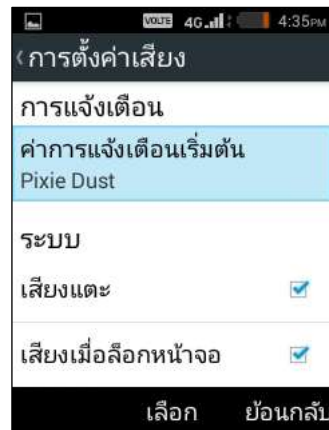 VOLTE 4G 4:35PM
การตั้งค่าเสียง
การแจ้งเตือน
ค่าการแจ้งเตือนเริ่มต้น
Pixie Dust
ระบบ
เสียงแตะ
เสียงเมื่อล็อกหน้าจอ
เลือก ย้อนกลับ